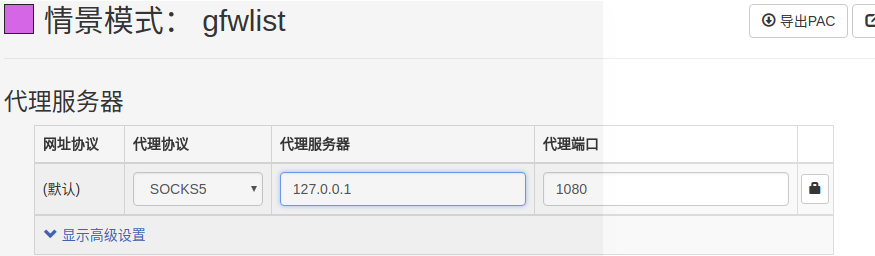 情景模式： gfwlist
导出PAC
代理服务器
网址协议 代理协议 代理服务器 代理端口
(默认) SOCKS5 127.0.0.1 1080
显示高级设置